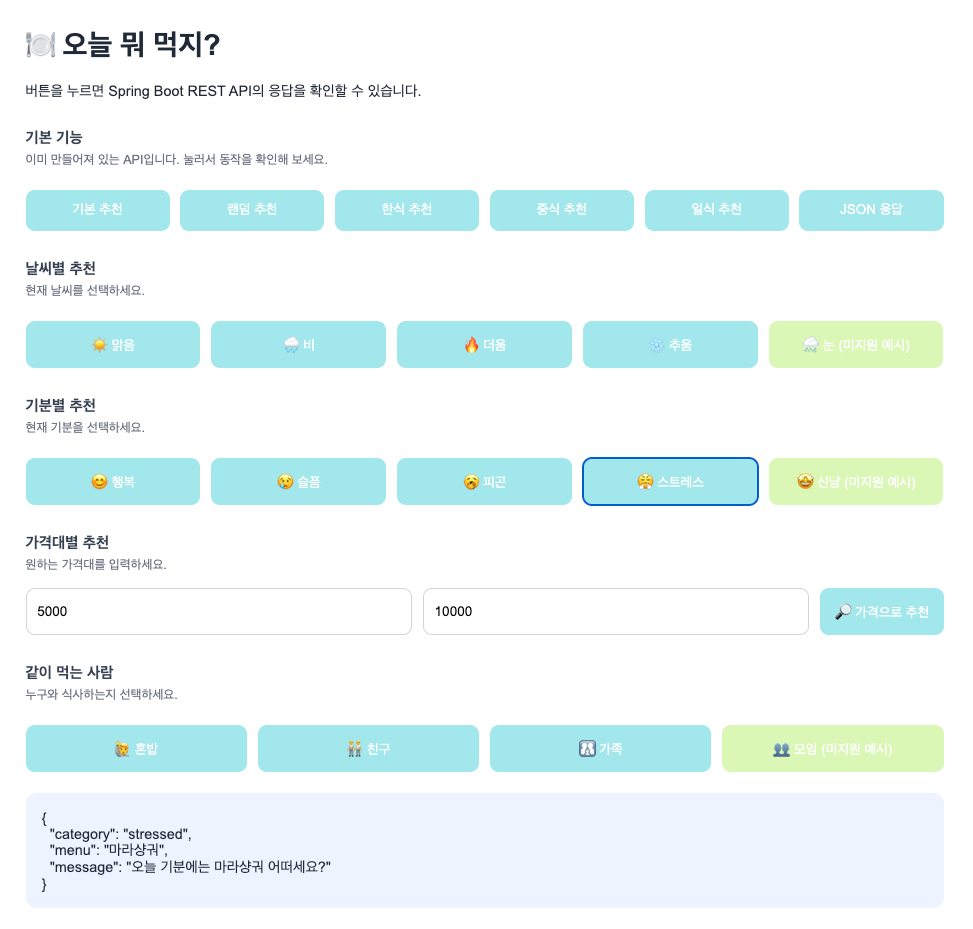 🍽️ 오늘 뭐 먹지?
버튼을 누르면 Spring Boot REST API의 응답을 확인할 수 있습니다.
기본 기능
이미 만들어져 있는 API입니다. 눌러서 동작을 확인해 보세요.
기본 추천
랜덤 추천
한식 추천
중식 추천
일식 추천
JSON 응답
날씨별 추천
현재 날씨를 선택하세요.
☀️ 맑음
🌧️ 비
🔥 더움
❄️ 추움
🌨️ 눈 (미지원 예시)
기분별 추천
현재 기분을 선택하세요.
😊 행복
😢 슬픔
😪 피곤
😤 스트레스
🤩 신남 (미지원 예시)
가격대별 추천
원하는 가격대를 입력하세요.
5000
10000
🔎 가격으로 추천
같이 먹는 사람
누구와 식사하는지 선택하세요.
🙋 혼밥
👬 친구
👪 가족
👥 모임 (미지원 예시)
{
"category": "stressed",
"menu": "마라샹궈",
"message": "오늘 기분에는 마라샹궈 어떠세요?"
}